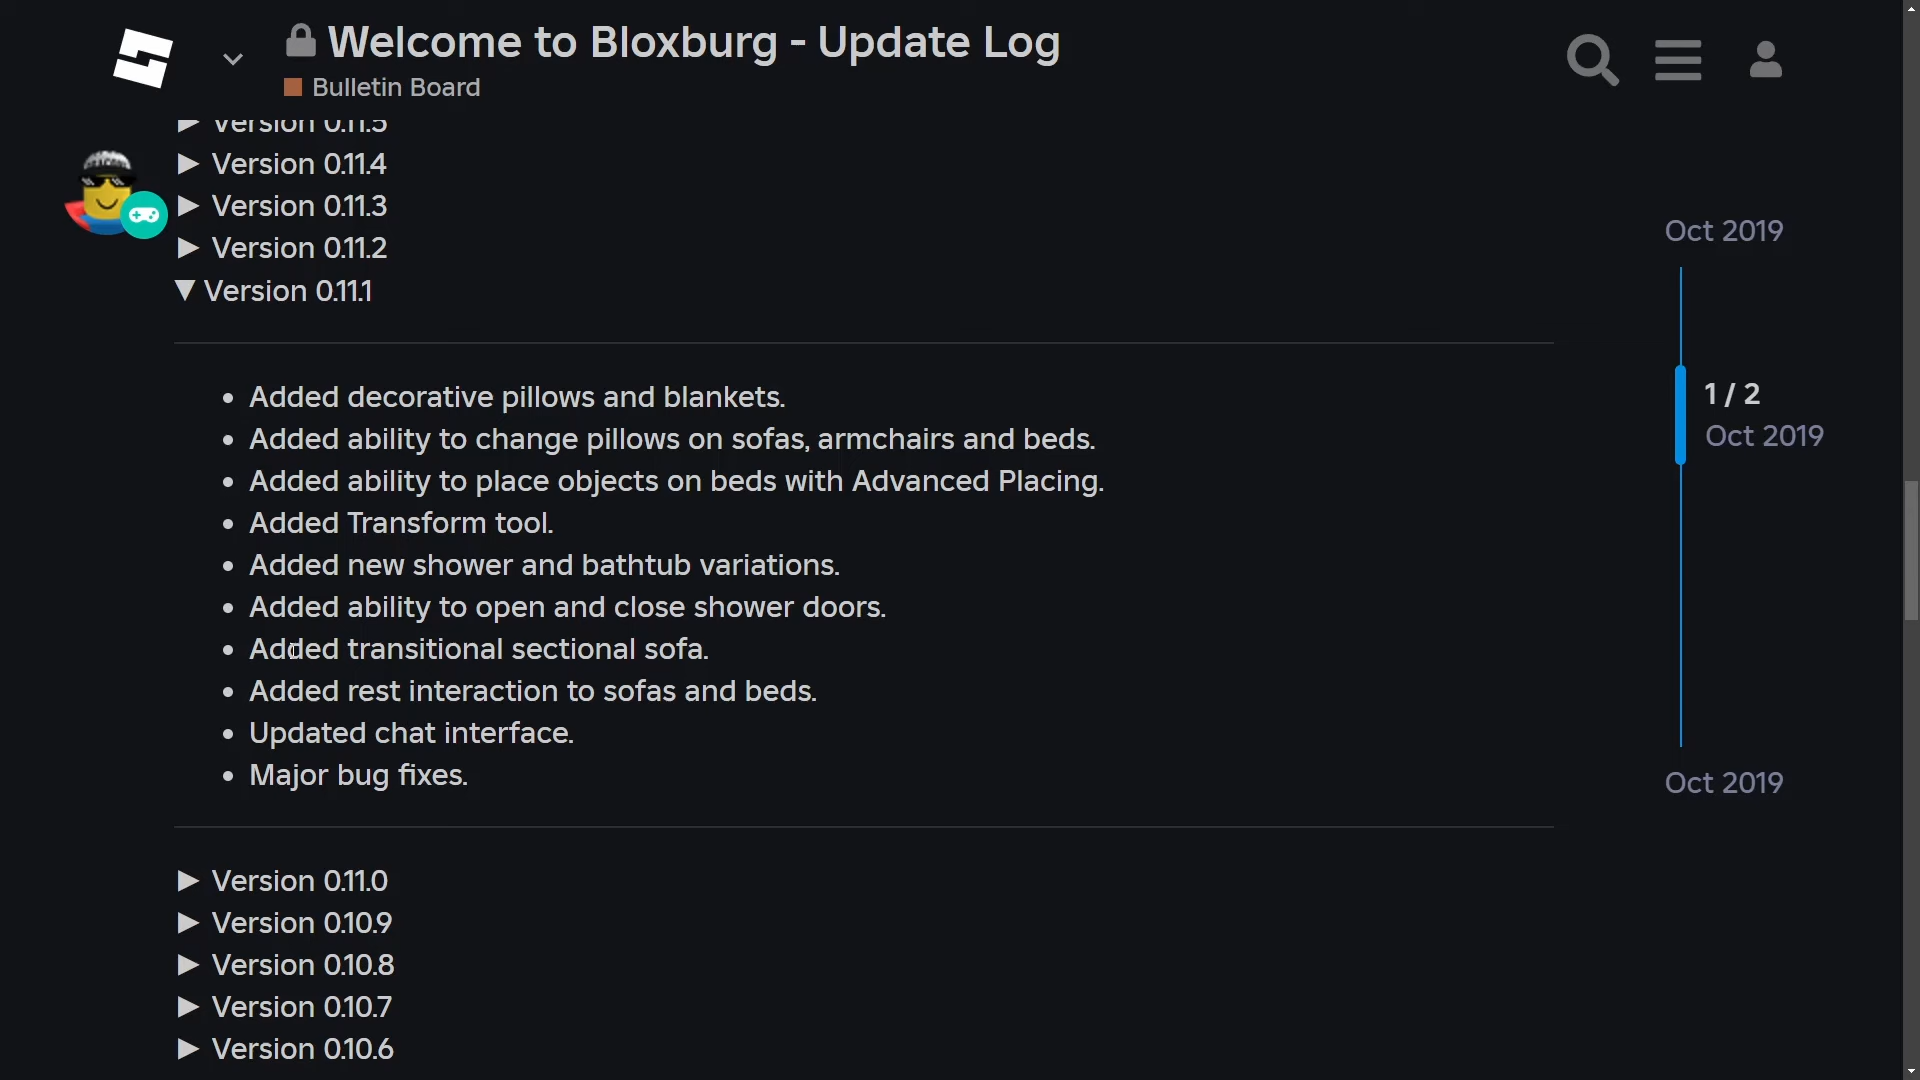 Welcome to Bloxburg - Update Log
Bulletin Board
Version 0.11.5
Version 0.11.4
Version 0.11.3
Version 0.11.2
Version 0.11.1
Added decorative pillows and blankets.
Added ability to change pillows on sofas, armchairs and beds.
Added ability to place objects on beds with Advanced Placing.
Added Transform tool.
Added new shower and bathtub variations.
Added ability to open and close shower doors.
Added transitional sectional sofa.
Added rest interaction to sofas and beds.
Updated chat interface.
Major bug fixes.
Version 0.11.0
Version 0.10.9
Version 0.10.8
Version 0.10.7
Version 0.10.6
Oct 2019
1 / 2
Oct 2019
Oct 2019